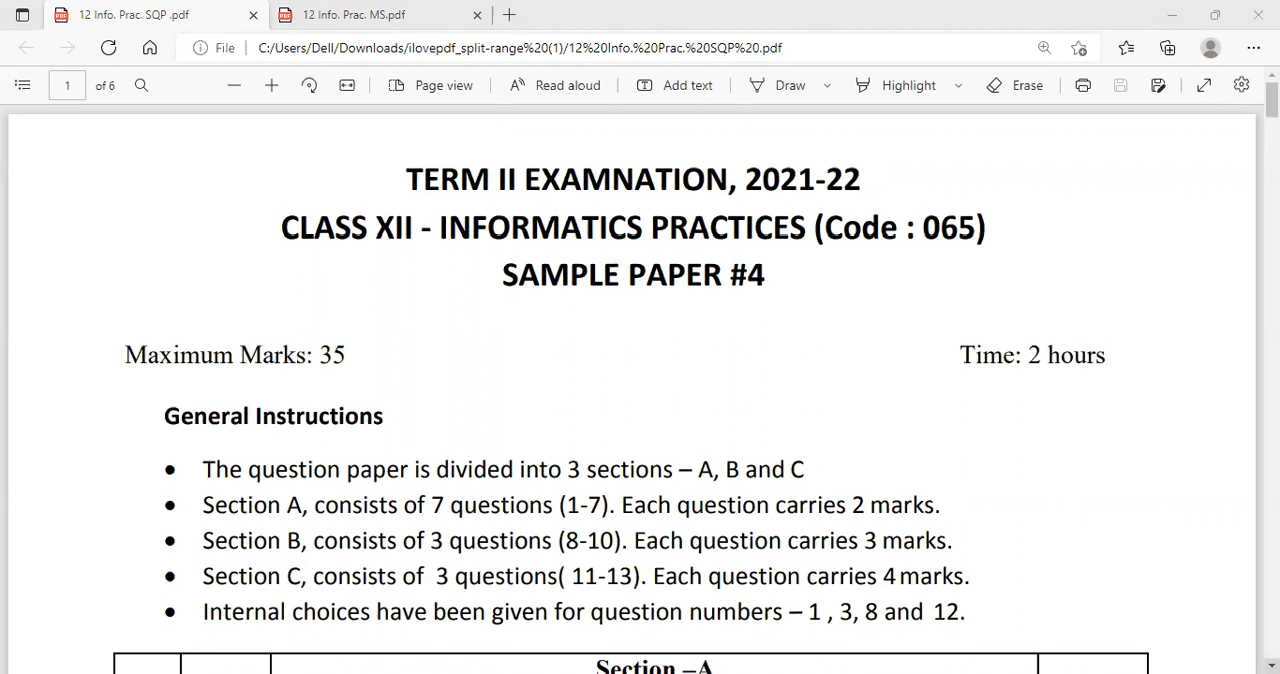 12 Info. Prac. SQP .pdf
12 Info. Prac. MS.pdf
File
C:/Users/Dell/Downloads/ilovepdf_split-range%20(1)/12%20Info.%20Prac.%20SQP%20.pdf
1 of 6 Page view Read aloud Add text Draw Highlight Erase
TERM II EXAMNATION, 2021-22
CLASS XII - INFORMATICS PRACTICES (Code : 065)
SAMPLE PAPER #4
Maximum Marks: 35 Time: 2 hours
General Instructions
• The question paper is divided into 3 sections – A, B and C
• Section A, consists of 7 questions (1-7). Each question carries 2 marks.
• Section B, consists of 3 questions (8-10). Each question carries 3 marks.
• Section C, consists of 3 questions( 11-13). Each question carries 4 marks.
• Internal choices have been given for question numbers – 1 , 3, 8 and 12.
Section –A